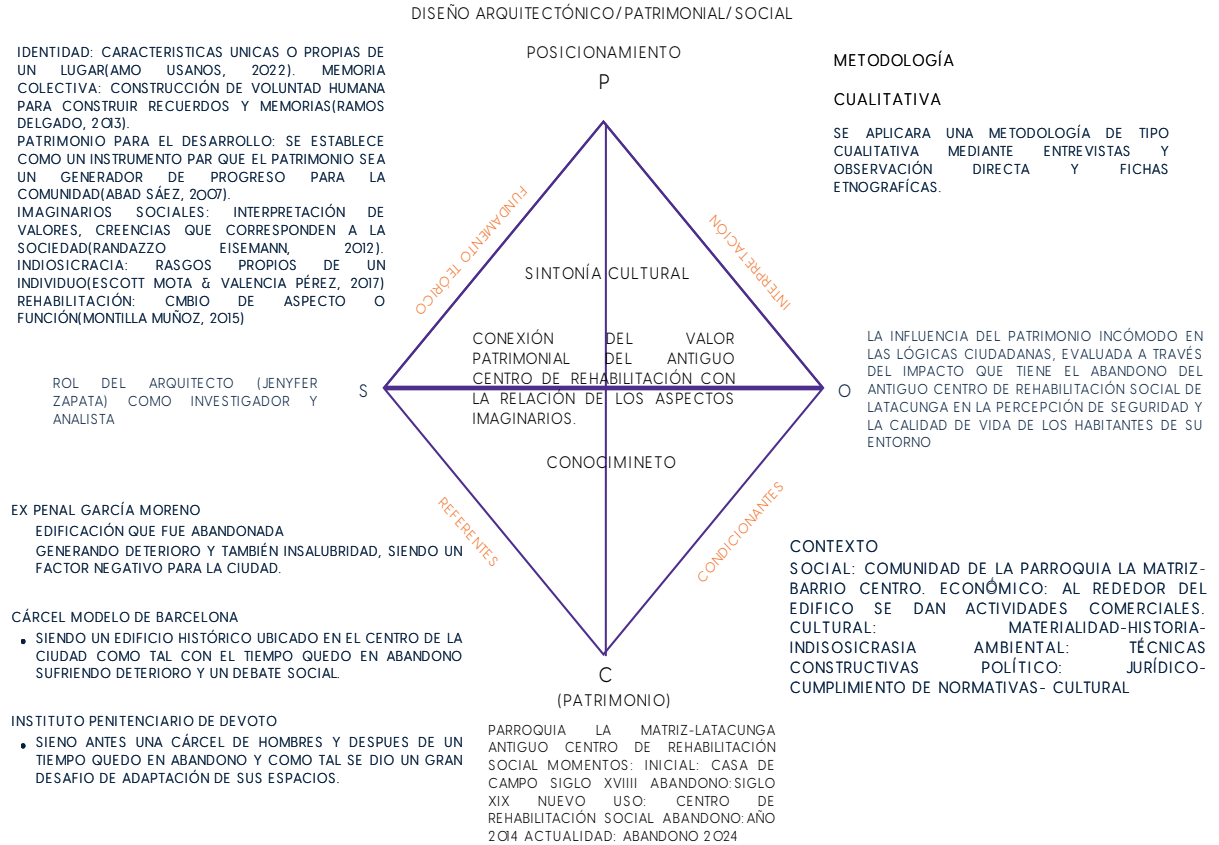 DISEÑO ARQUITECTÓNICO/PATRIMONIAL/SOCIAL
POSICIONAMIENTO
P
IDENTIDAD: CARACTERISTICAS UNICAS O PROPIAS DE
UN LUGAR(AMO USANOS, 2022). MEMORIA
COLECTIVA: CONSTRUCCIÓN DE VOLUNTAD HUMANA
PARA CONSTRUIR RECUERDOS Y MEMORIAS(RAMOS
DELGADO, 2013).
PATRIMONIO PARA EL DESARROLLO: SE ESTABLECE
COMO UN INSTRUMENTO PAR QUE EL PATRIMONIO SEA
UN GENERADOR DE PROGRESO PARA LA
COMUNIDAD(ABAD SÁEZ, 2007).
IMAGINARIOS SOCIALES: INTERPRETACIÓN DE
VALORES, CREENCIAS QUE CORRESPONDEN A LA
SOCIEDAD(RANDAZZO EISEMANN, 2012).
INDIOSICRACIA: RASGOS PROPIOS DE UN
INDIVIDUO(ESCOTT MOTA & VALENCIA PÉREZ, 2017)
REHABILITACIÓN: CMBIO DE ASPECTO O
FUNCIÓN(MONTILLA MUÑOZ, 2015)
METODOLOGÍA
CUALITATIVA
SE APLICARA UNA METODOLOGÍA DE TIPO
CUALITATIVA MEDIANTE ENTREVISTAS Y
OBSERVACIÓN DIRECTA Y FICHAS
ETNOGRAFÍCAS.
FUNDAMENTO TEÓRICO
INTERPRETACIÓN
SINTONÍA CULTURAL
CONEXIÓN DEL VALOR
PATRIMONIAL DEL ANTIGUO
CENTRO DE REHABILITACIÓN CON
LA RELACIÓN DE LOS ASPECTOS
IMAGINARIOS.
CONOCIMINETO
ROL DEL ARQUITECTO (JENYFER
ZAPATA) COMO INVESTIGADOR Y
ANALISTA
S
O
LA INFLUENCIA DEL PATRIMONIO INCÓMODO EN
LAS LÓGICAS CIUDADANAS, EVALUADA A TRAVÉS
DEL IMPACTO QUE TIENE EL ABANDONO DEL
ANTIGUO CENTRO DE REHABILITACIÓN SOCIAL DE
LATACUNGA EN LA PERCEPCIÓN DE SEGURIDAD Y
LA CALIDAD DE VIDA DE LOS HABITANTES DE SU
ENTORNO
REFERENTES
CONDICIONANTES
EX PENAL GARCÍA MORENO
EDIFICACIÓN QUE FUE ABANDONADA
GENERANDO DETERIORO Y TAMBIÉN INSALUBRIDAD, SIENDO UN
FACTOR NEGATIVO PARA LA CIUDAD.
CÁRCEL MODELO DE BARCELONA
• SIENDO UN EDIFICIO HISTÓRICO UBICADO EN EL CENTRO DE LA
CIUDAD COMO TAL CON EL TIEMPO QUEDO EN ABANDONO
SUFRIENDO DETERIORO Y UN DEBATE SOCIAL.
INSTITUTO PENITENCIARIO DE DEVOTO
• SIENO ANTES UNA CÁRCEL DE HOMBRES Y DESPUES DE UN
TIEMPO QUEDO EN ABANDONO Y COMO TAL SE DIO UN GRAN
DESAFIO DE ADAPTACIÓN DE SUS ESPACIOS.
CONTEXTO
SOCIAL: COMUNIDAD DE LA PARROQUIA LA MATRIZ-
BARRIO CENTRO. ECONÓMICO: AL REDEDOR DEL
EDIFICO SE DAN ACTIVIDADES COMERCIALES.
CULTURAL: MATERIALIDAD-HISTORIA-
INDISOSICRASIA AMBIENTAL: TÉCNICAS
CONSTRUCTIVAS POLÍTICO: JURÍDICO-
CUMPLIMIENTO DE NORMATIVAS- CULTURAL
C
(PATRIMONIO)
PARROQUIA LA MATRIZ-LATACUNGA
ANTIGUO CENTRO DE REHABILITACIÓN
SOCIAL MOMENTOS: INICIAL: CASA DE
CAMPO SIGLO XVIIII ABANDONO:SIGLO
XIX NUEVO USO: CENTRO DE
REHABILITACIÓN SOCIAL ABANDONO:AÑO
2014 ACTUALIDAD: ABANDONO 2024